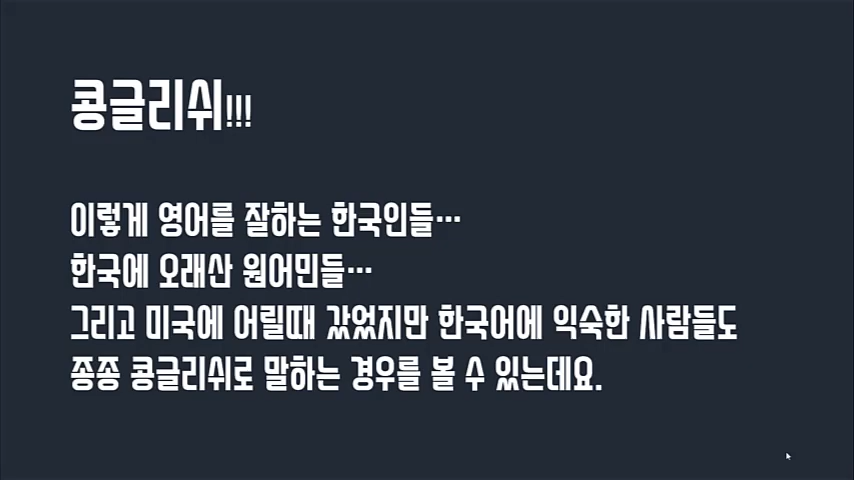 콩글리쉬!!!
이렇게 영어를 잘하는 한국인들…
한국에 오래산 원어민들…
그리고 미국에 어릴때 갔었지만 한국어에 익숙한 사람들도
종종 콩글리쉬로 말하는 경우를 볼 수 있는데요.